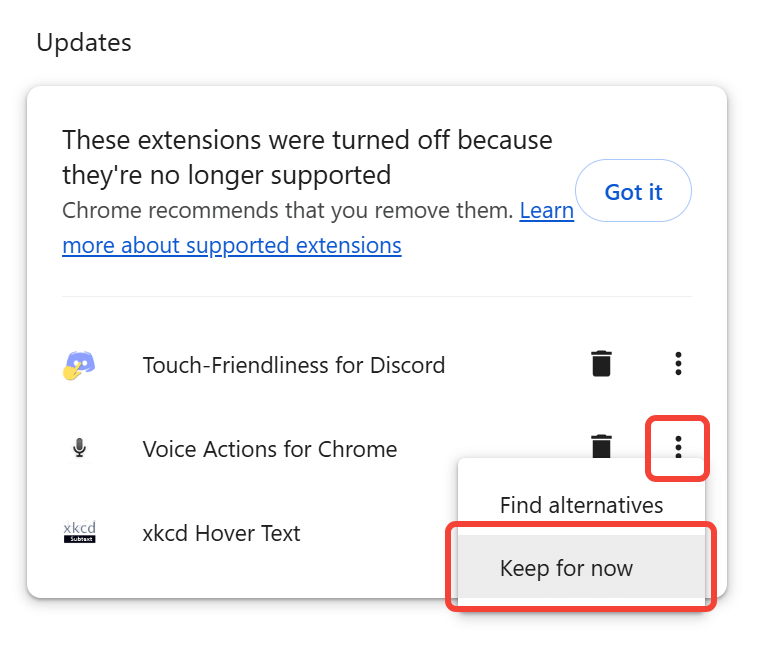 Updates
These extensions were turned off because
they're no longer supported
Got it
Chrome recommends that you remove them. Learn
more about supported extensions
Touch-Friendliness for Discord
Voice Actions for Chrome
Find alternatives
xkcd
Subtext
xkcd Hover Text
Keep for now